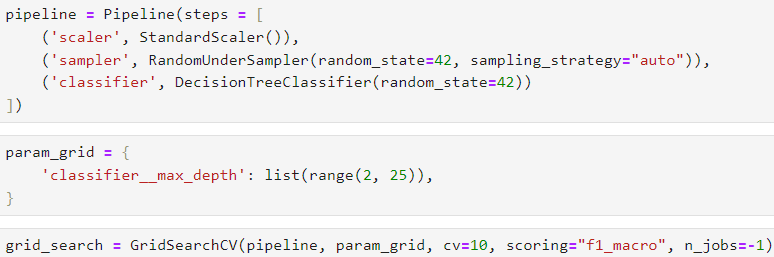 pipeline = Pipeline(steps = [
    ('scaler', StandardScaler()),
    ('sampler', RandomUnderSampler(random_state=42, sampling_strategy="auto")),
    ('classifier', DecisionTreeClassifier(random_state=42))
])
param_grid = {
    'classifier__max_depth': list(range(2, 25)),
}
grid_search = GridSearchCV(pipeline, param_grid, cv=10, scoring="f1_macro", n_jobs=-1)